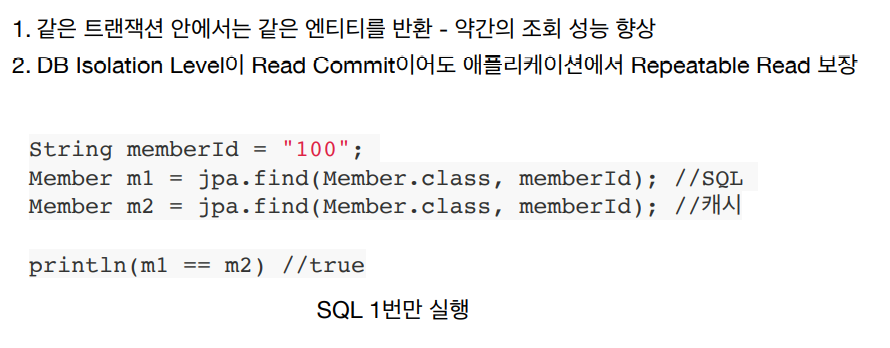 1. 같은 트랜잭션 안에서는 같은 엔티티를 반환 - 약간의 조회 성능 향상
2. DB Isolation Level이 Read Commit이어도 애플리케이션에서 Repeatable Read 보장
String memberId = "100";
Member m1 = jpa.find(Member.class, memberId); //SQL
Member m2 = jpa.find(Member.class, memberId); //캐시
println(m1 == m2) //true
SQL 1번만 실행